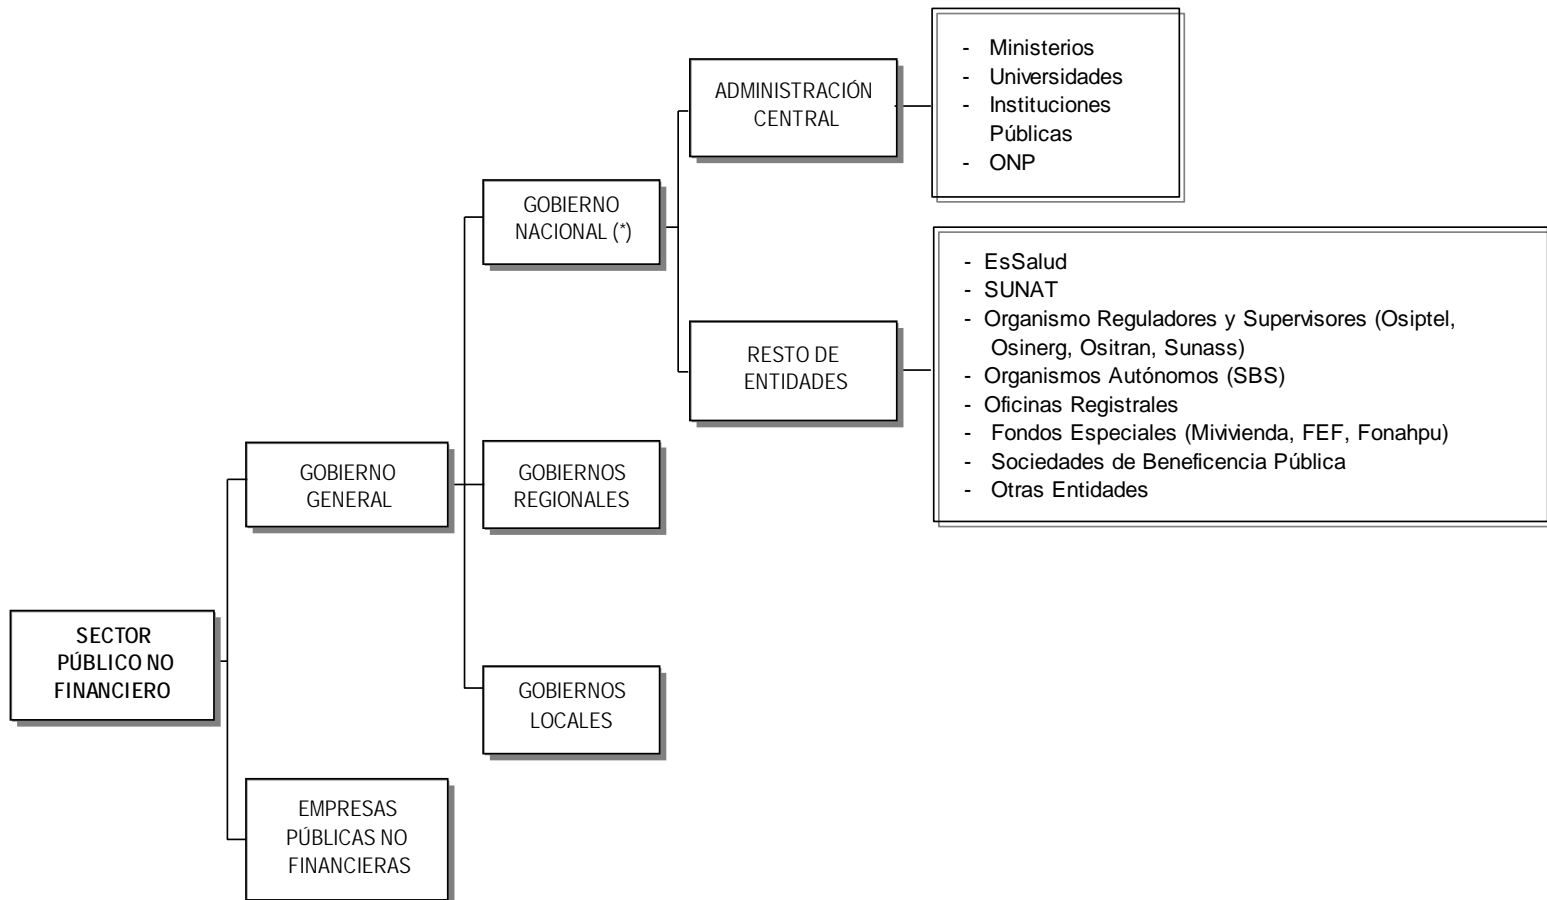 - Ministerios
- Universidades
- Instituciones
Públicas
- ONP
ADMINISTRACIÓN
CENTRAL
GOBIERNO
NACIONAL (*)
- EsSalud
- SUNAT
- Organismo Reguladores y Supervisores (Osiptel,
Osinerg, Ositran, Sunass)
- Organismos Autónomos (SBS)
- Oficinas Registrales
- Fondos Especiales (Mivivienda, FEF, Fonahpu)
- Sociedades de Beneficencia Pública
- Otras Entidades
RESTO DE
ENTIDADES
GOBIERNO
GENERAL
GOBIERNOS
REGIONALES
SECTOR
PÚBLICO NO
FINANCIERO
GOBIERNOS
LOCALES
EMPRESAS
PÚBLICAS NO
FINANCIERAS